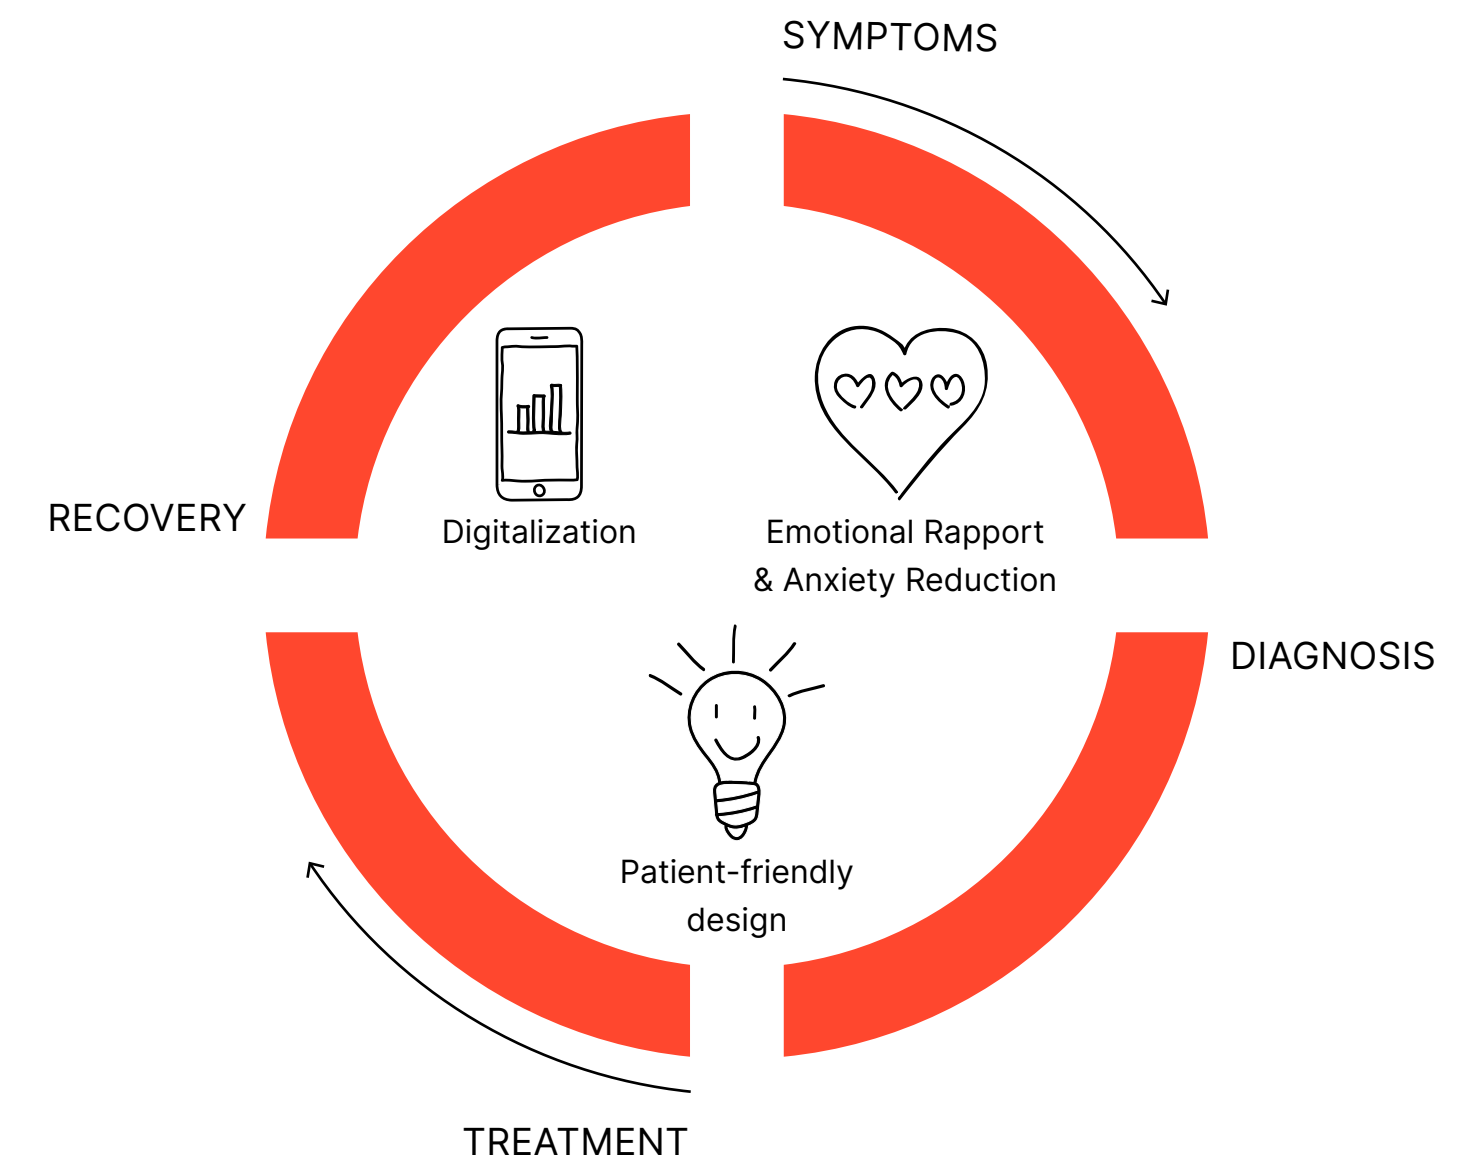 SYMPTOMS
RECOVERY
Digitalization
Emotional Rapport
& Anxiety Reduction
DIAGNOSIS
Patient-friendly
design
TREATMENT